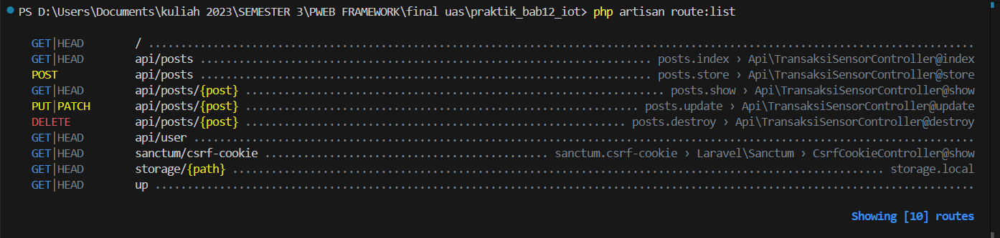 PS D:\Users\Documents\kuliah 2023\SEMESTER 3\PWEB FRAMEWORK\final uas\praktik_bab12_iot> php artisan route:list
GET|HEAD / ................................................................................................................................
GET|HEAD api/posts ...................................................................... posts.index › Api\TransaksiSensorController@index
POST api/posts ...................................................................... posts.store › Api\TransaksiSensorController@store
GET|HEAD api/posts/{post} ................................................................. posts.show › Api\TransaksiSensorController@show
PUT|PATCH api/posts/{post} ............................................................. posts.update › Api\TransaksiSensorController@update
DELETE api/posts/{post} ........................................................... posts.destroy › Api\TransaksiSensorController@destroy
GET|HEAD api/user .........................................................................................................................
GET|HEAD sanctum/csrf-cookie ............................................ sanctum.csrf-cookie › Laravel\Sanctum › CsrfCookieController@show
GET|HEAD storage/{path} ..................................................................................................... storage.local
GET|HEAD up ...............................................................................................................................
Showing [10] routes